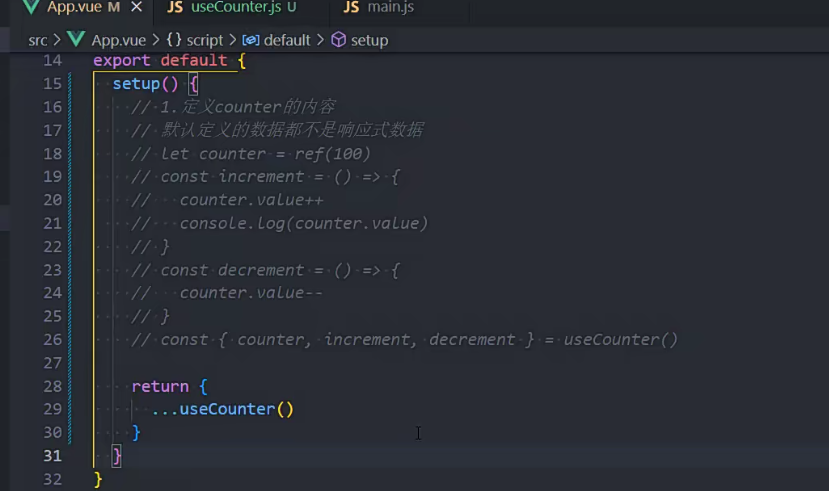 App.vue M × JS useCounter.js U JS main.js
src > App.vue > {} script > default > setup
14 export default {
15 setup() {
16 // 1.定义counter的内容
17 // 默认定义的数据都不是响应式数据
18 // let counter = ref(100)
19 // const increment = () => {
20 // counter.value++
21 // console.log(counter.value)
22 // }
23 // const decrement = () => {
24 // counter.value--
25 // }
26 // const { counter, increment, decrement } = useCounter()
27
28 return {
29 ...useCounter()
30 }
31 }
32 }